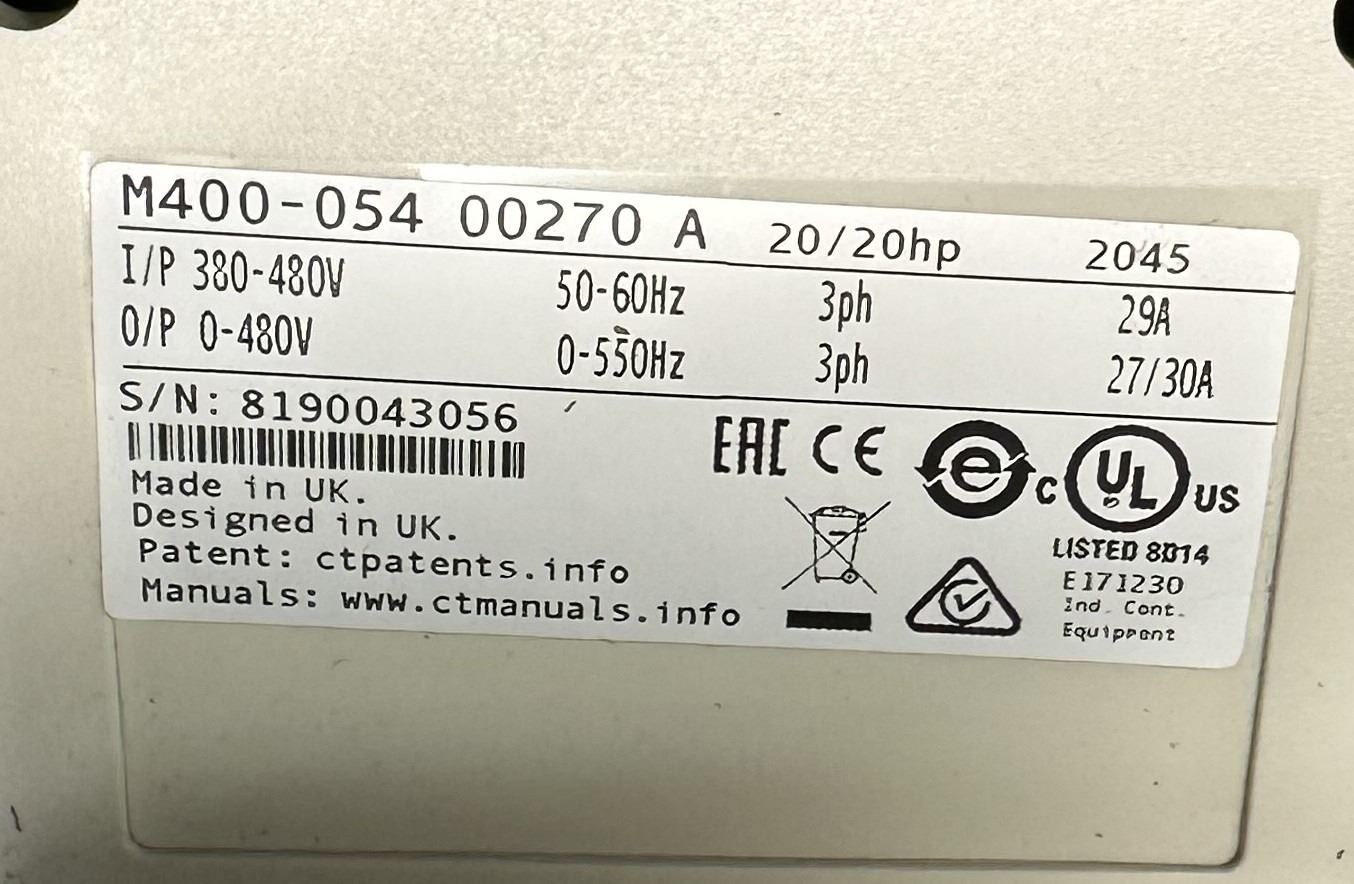 M400-054 00270 A 20/20hp 2045
I/P 380-480V 50-60Hz 3ph 29A
O/P 0-480V 0-550Hz 3ph 27/30A
S/N: 8190043056
EAC CE e c UL US
Made in UK.
Designed in UK.
Patent: ctpatents.info
Manuals: www.ctmanuals.info
LISTED 8D14
E171230
Ind. Cont.
Equipment